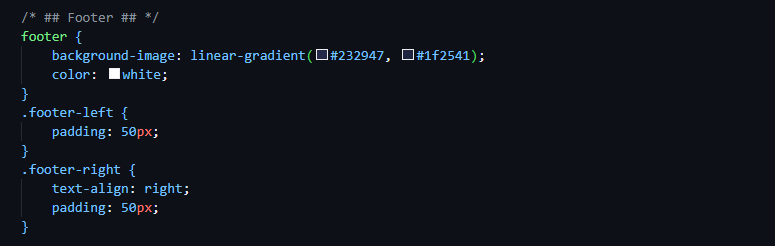 /* ## Footer ## */
footer {
    background-image: linear-gradient(#232947, #1f2541);
    color: white;
}
.footer-left {
    padding: 50px;
}
.footer-right {
    text-align: right;
    padding: 50px;
}